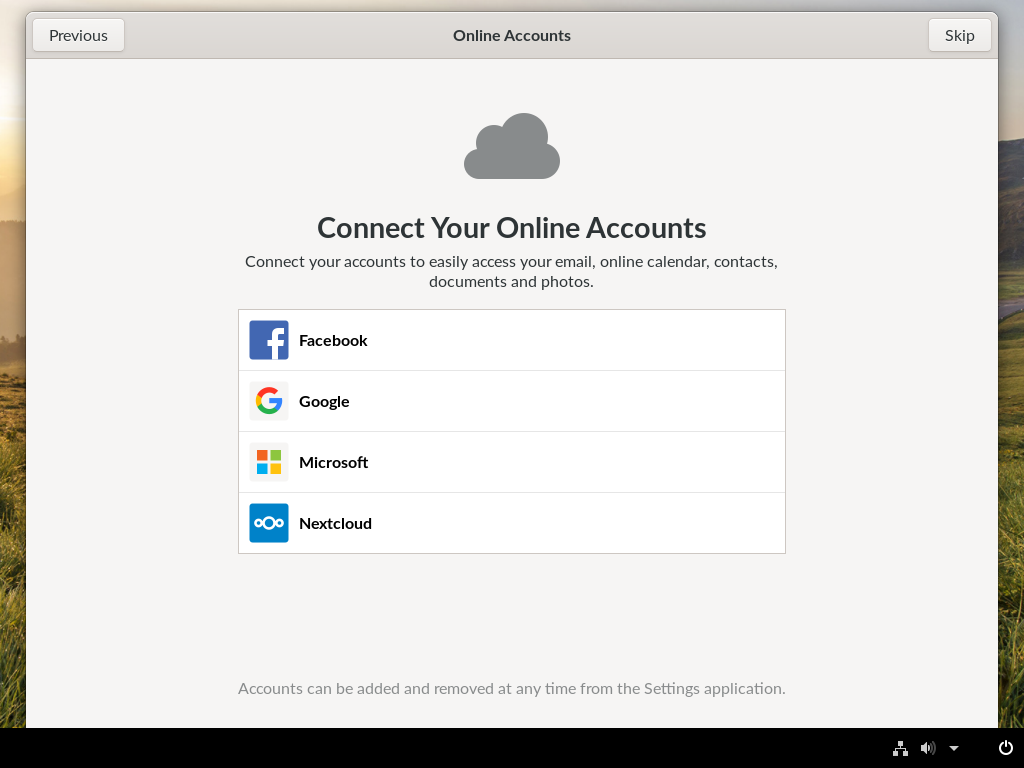 Previous
Online Accounts
Skip
Connect Your Online Accounts
Connect your accounts to easily access your email, online calendar, contacts,
documents and photos.
Facebook
Google
Microsoft
Nextcloud
Accounts can be added and removed at any time from the Settings application.